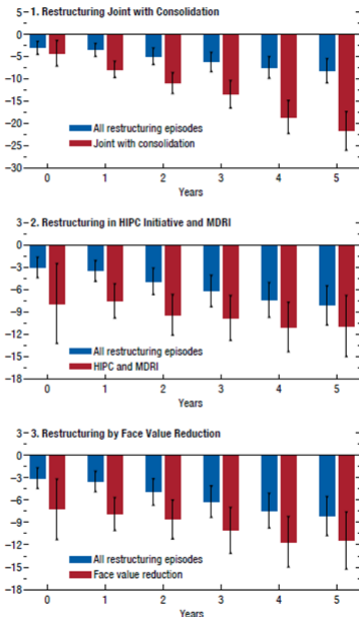 1. Restructuring Joint with Consolidation
5
0
−5
−10
−15
−20
−25
−30
All restructuring episodes
Joint with consolidation
0 1 2 3 4 5
Years
2. Restructuring in HIPC Initiative and MDRI
3
0
−3
−6
−9
−12
−15
−18
All restructuring episodes
HIPC and MDRI
0 1 2 3 4 5
Years
3. Restructuring by Face Value Reduction
3
0
−3
−6
−9
−12
−15
−18
All restructuring episodes
Face value reduction
0 1 2 3 4 5
Years